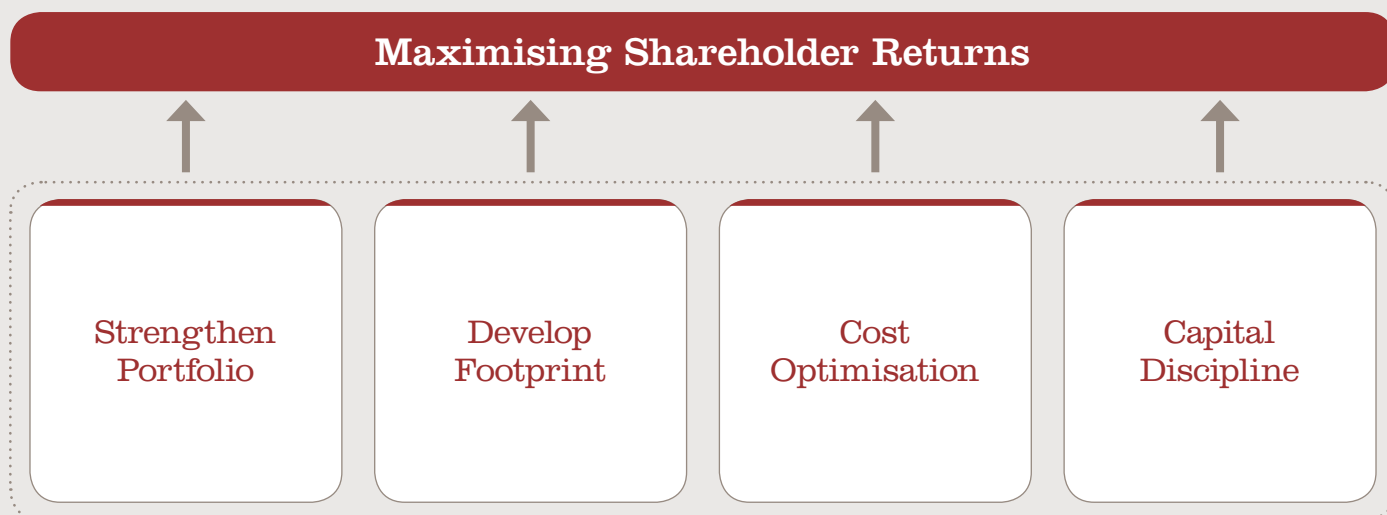 Maximising Shareholder Returns
Strengthen
Portfolio
Develop
Footprint
Cost
Optimisation
Capital
Discipline